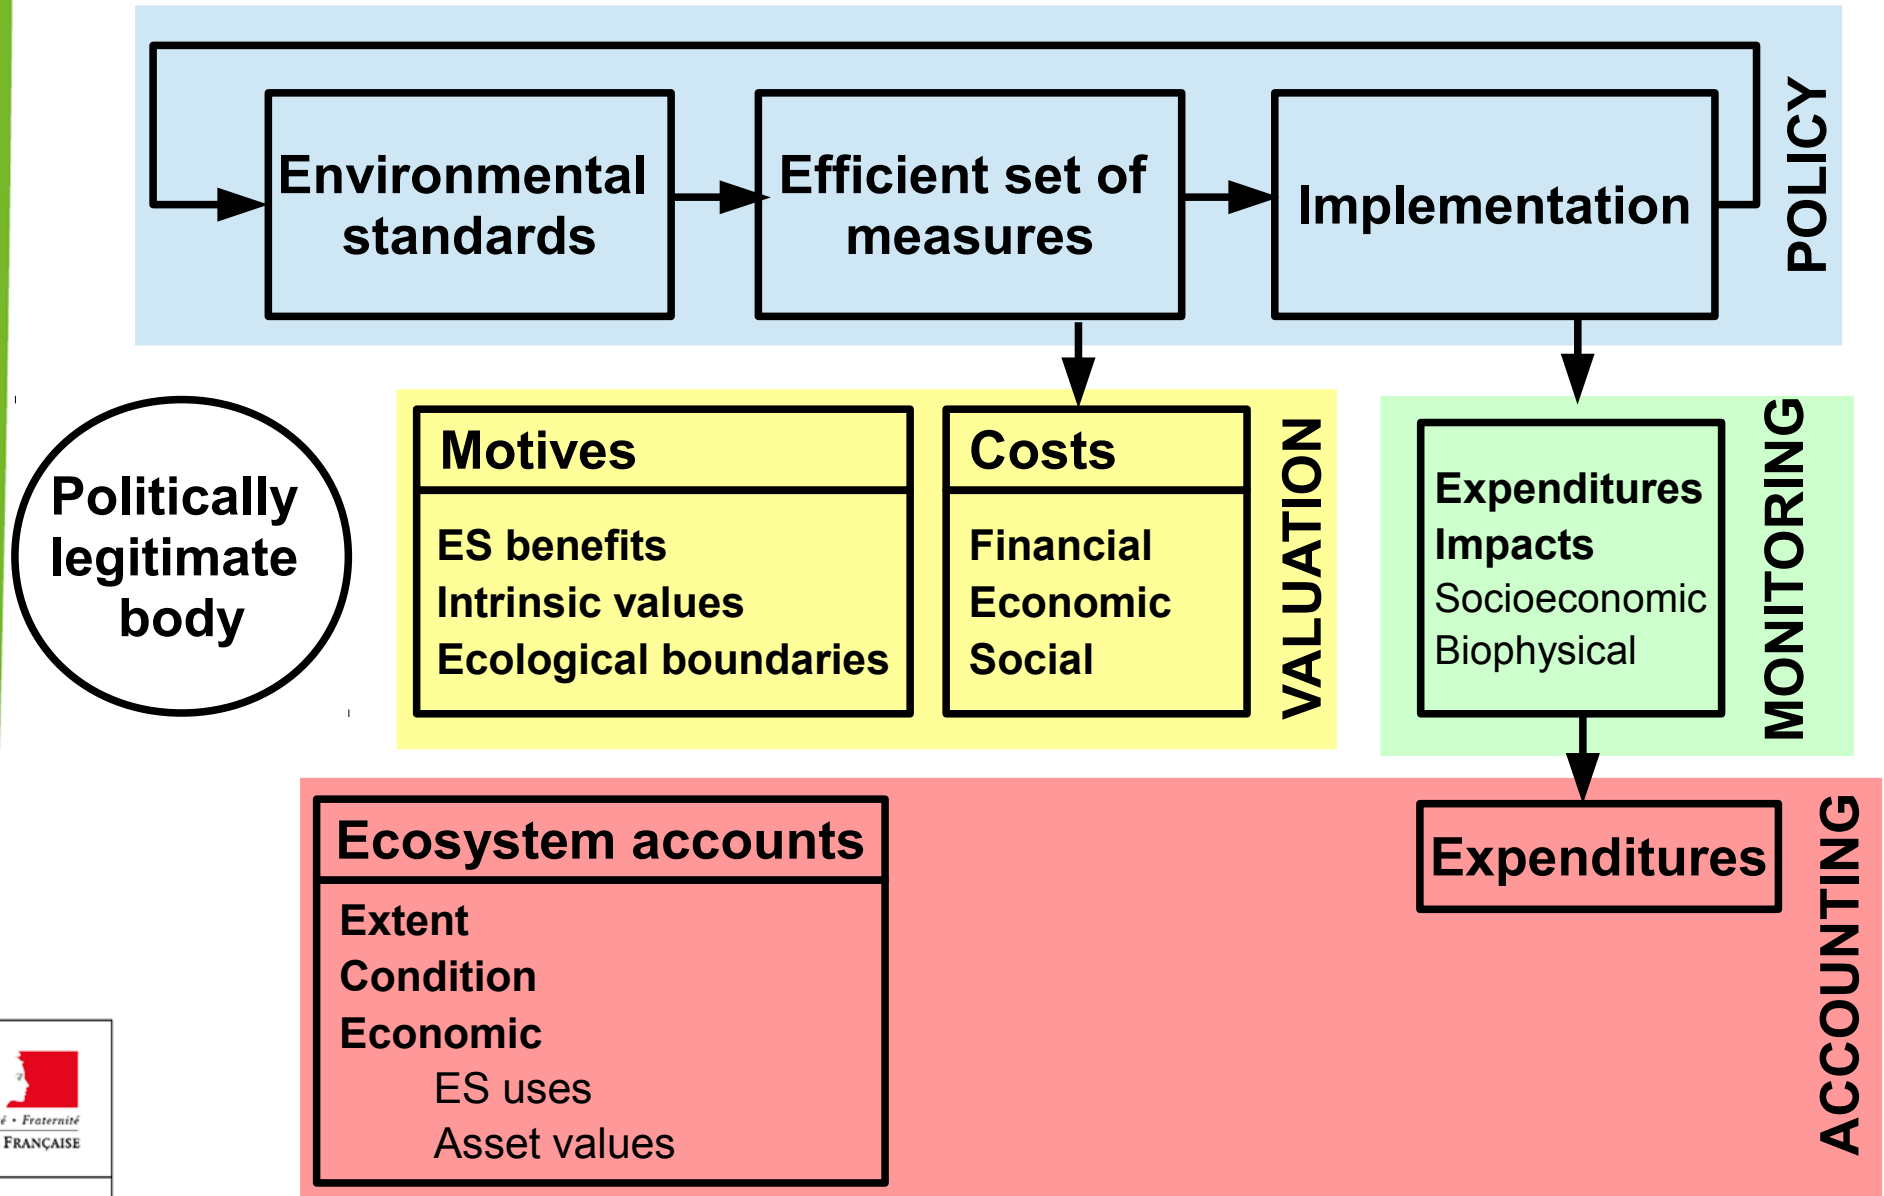 Environmental
standards
Efficient set of
measures
Implementation
POLICY
Politically
legitimate
body
Motives
ES benefits
Intrinsic values
Ecological boundaries
Costs
Financial
Economic
Social
VALUATION
Expenditures
Impacts
Socioeconomic
Biophysical
MONITORING
Ecosystem accounts
Extent
Condition
Economic
ES uses
Asset values
Expenditures
ACCOUNTING
é • Fraternité
FRANÇAISE